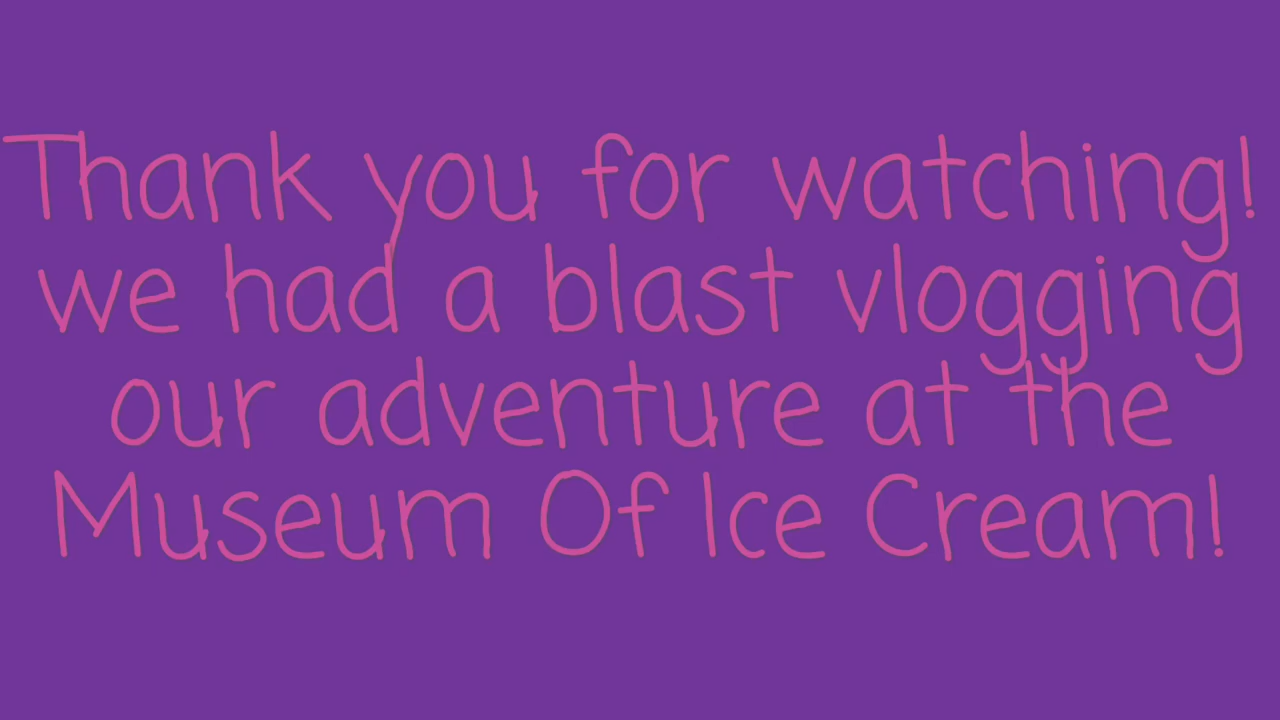 Thank you for watching!
we had a blast vlogging
our adventure at the
Museum Of Ice Cream!